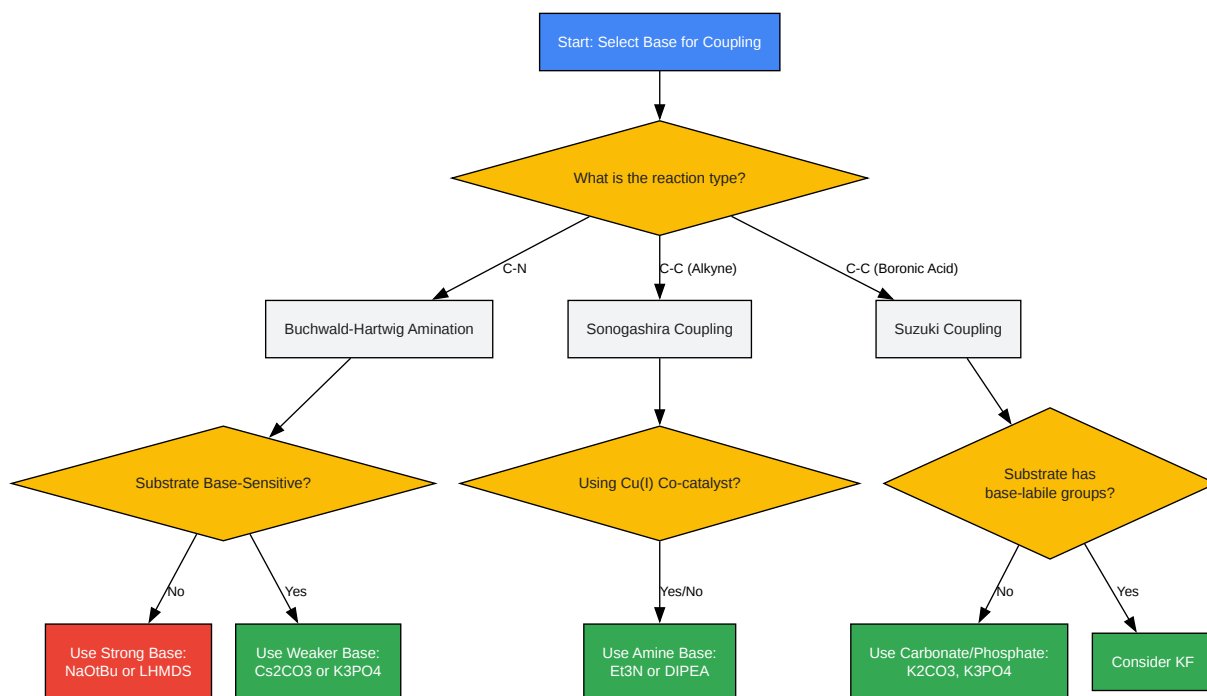 Start: Select Base for Coupling
What is the reaction type?
C-N
C-C (Alkyne)
C-C (Boronic Acid)
Buchwald-Hartwig Amination
Sonogashira Coupling
Suzuki Coupling
Substrate Base-Sensitive?
Using Cu(I) Co-catalyst?
Substrate has
base-labile groups?
No
Yes
Yes/No
No
Yes
Use Strong Base:
NaOtBu or LHMDS
Use Weaker Base:
Cs2CO3 or K3PO4
Use Amine Base:
Et3N or DIPEA
Use Carbonate/Phosphate:
K2CO3, K3PO4
Consider KF